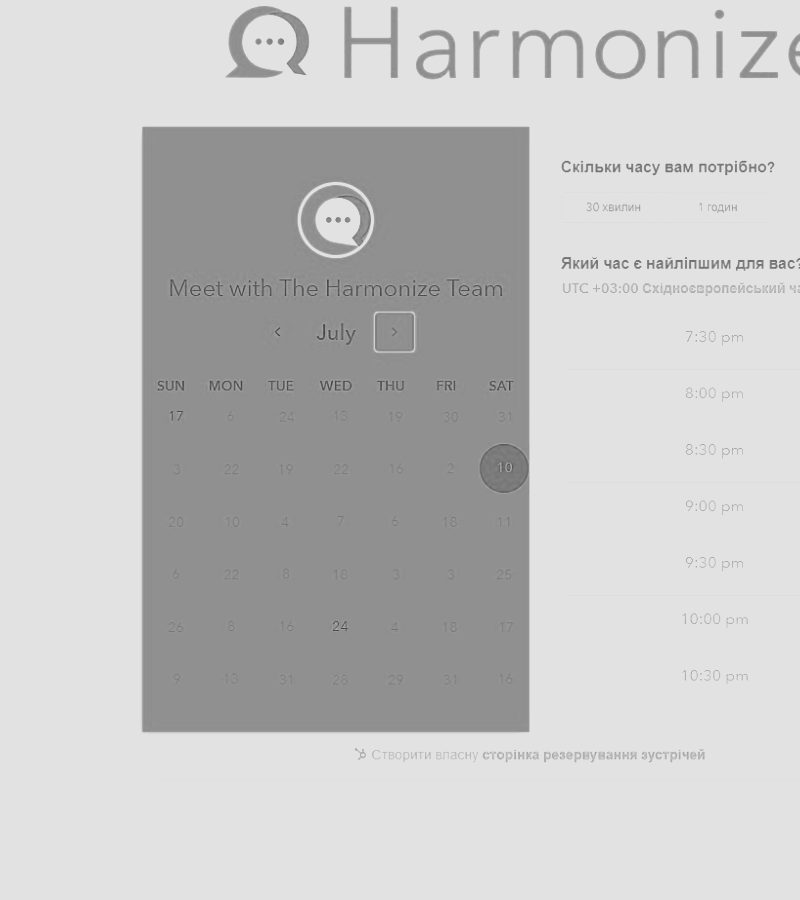 Harmonize
Meet with The Harmonize Team
July
SUN MON TUE WED THU FRI SAT
17 6 24 13 19 30 31
3 22 19 22 16 2 10
20 10 4 7 6 18 11
6 22 8 18 3 3 25
26 8 16 24 4 18 17
9 13 31 28 29 31 16
Скільки часу вам потрібно?
30 хвилин 1 годин
Який час є найліпшим для вас?
UTC +03:00 Східноєвропейський ча
7:30 pm
8:00 pm
8:30 pm
9:00 pm
9:30 pm
10:00 pm
10:30 pm
Створити власну сторінка резервування зустрічей